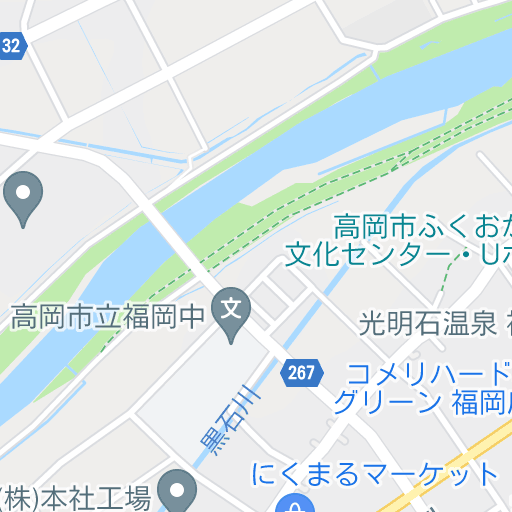 32
高岡市ふくおか
文化センター・Uホ
高岡市立福岡中
文
光明石温泉
267
コメリハード
グリーン 福岡
黒石川
にくまるマーケット
(株)本社工場